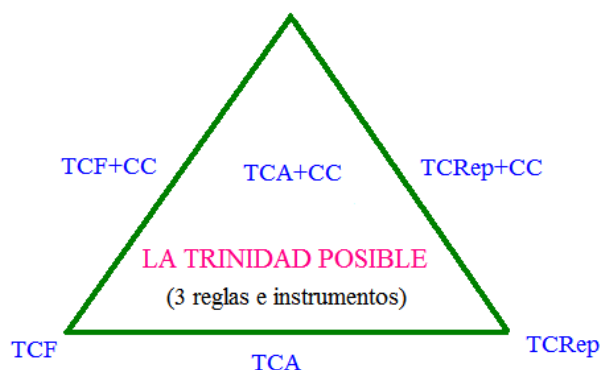 TCF+CC
TCA+CC
TCRep+CC
LA TRINIDAD POSIBLE
(3 reglas e instrumentos)
TCF
TCA
TCRep